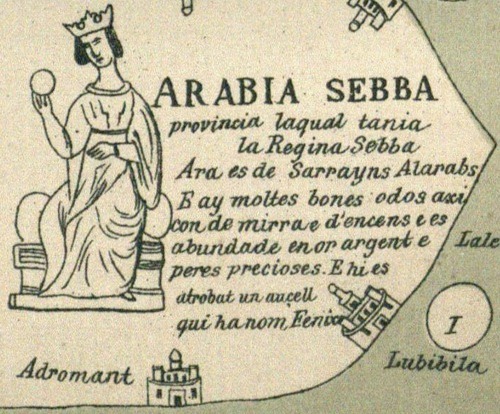 ARABIA SEBBA
provincia laqual tania
la Regina Sebba
Ara es de Sarrayns Alarabs
E ay moltes bones odos axi
con de mirra e d'encens e es
abundade en or argent e
peres precioses. E hi es
atrobat un aucell
qui ha nom Fenix
Lale
I
Lubibila
Adromant